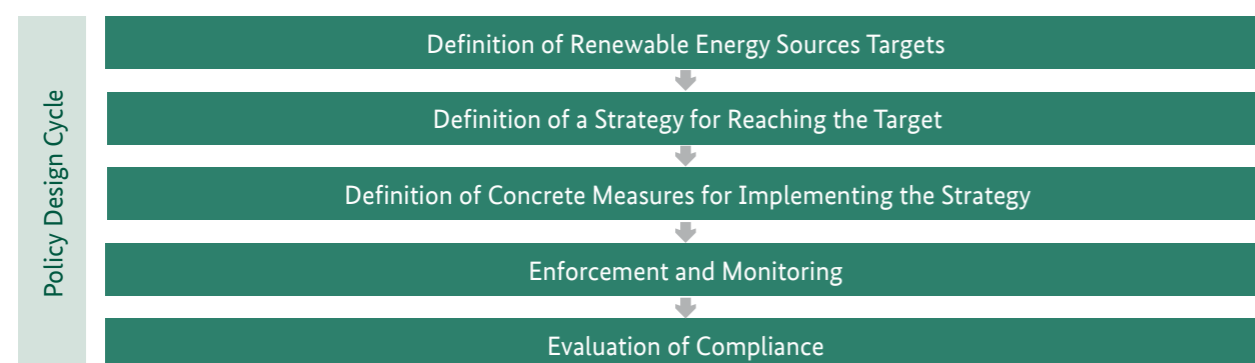 Policy Design Cycle
Definition of Renewable Energy Sources Targets
Definition of a Strategy for Reaching the Target
Definition of Concrete Measures for Implementing the Strategy
Enforcement and Monitoring
Evaluation of Compliance